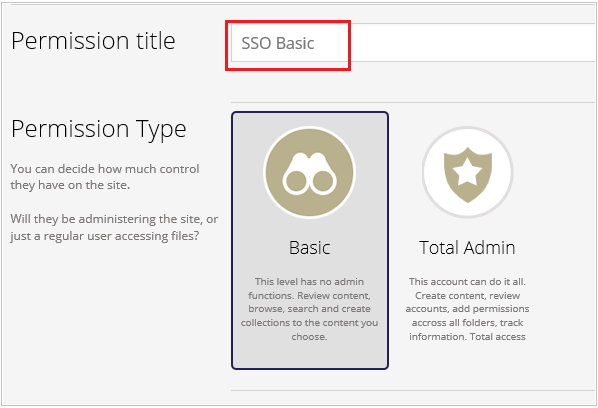 Permission title
SSO Basic
Permission Type
You can decide how much control
they have on the site.
Will they be administering the site, or
just a regular user accessing files?
Basic
This level has no admin
functions. Review content,
browse, search and create
collections to the content you
choose.
Total Admin
This account can do it all.
Create content, review
accounts, add permissions
accross all folders, track
information. Total access